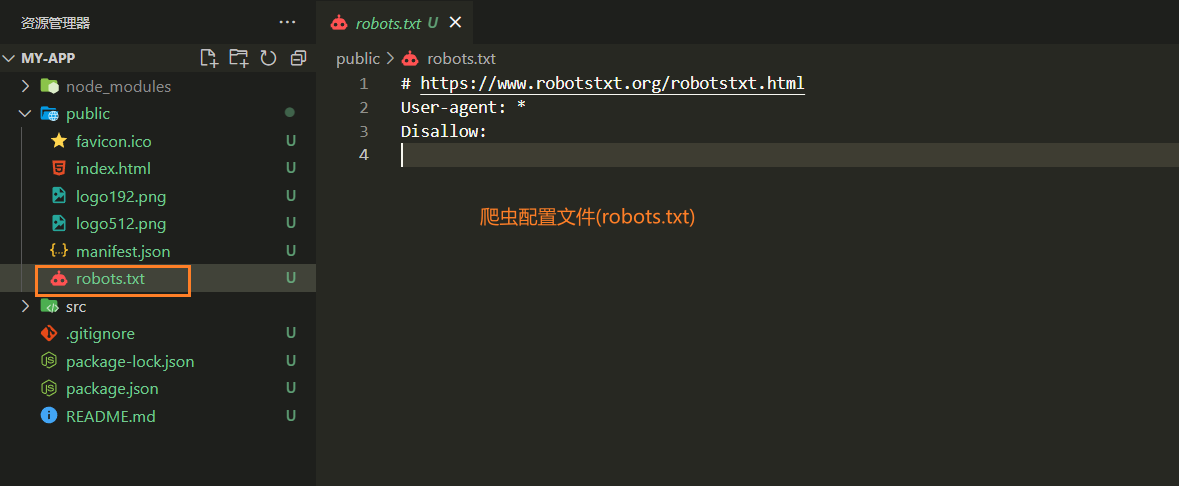 资源管理器
···
robots.txt U
MY-APP
public > robots.txt
node_modules
1 # https://www.robotstxt.org/robotstxt.html
public
2 User-agent: *
3 Disallow:
4
favicon.ico U
index.html U
logo192.png U
logo512.png U
manifest.json U
robots.txt U
爬虫配置文件(robots.txt)
src
.gitignore U
package-lock.json U
package.json U
README.md U